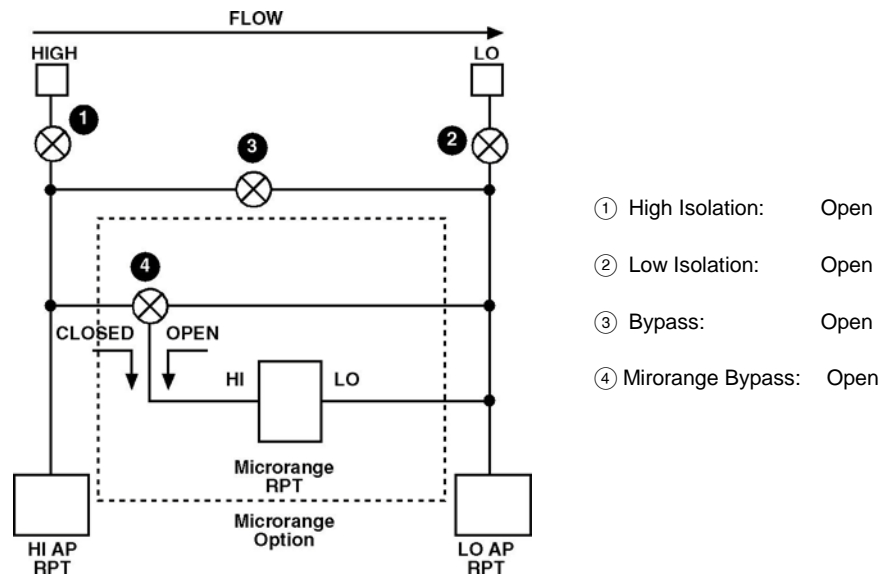 FLOW
HIGH
LO
1
2
3
① High Isolation: Open
② Low Isolation: Open
③ Bypass: Open
④ Mirorange Bypass: Open
4
CLOSED
OPEN
HI
LO
Microrange
RPT
Microrange
Option
HI AP
RPT
LO AP
RPT